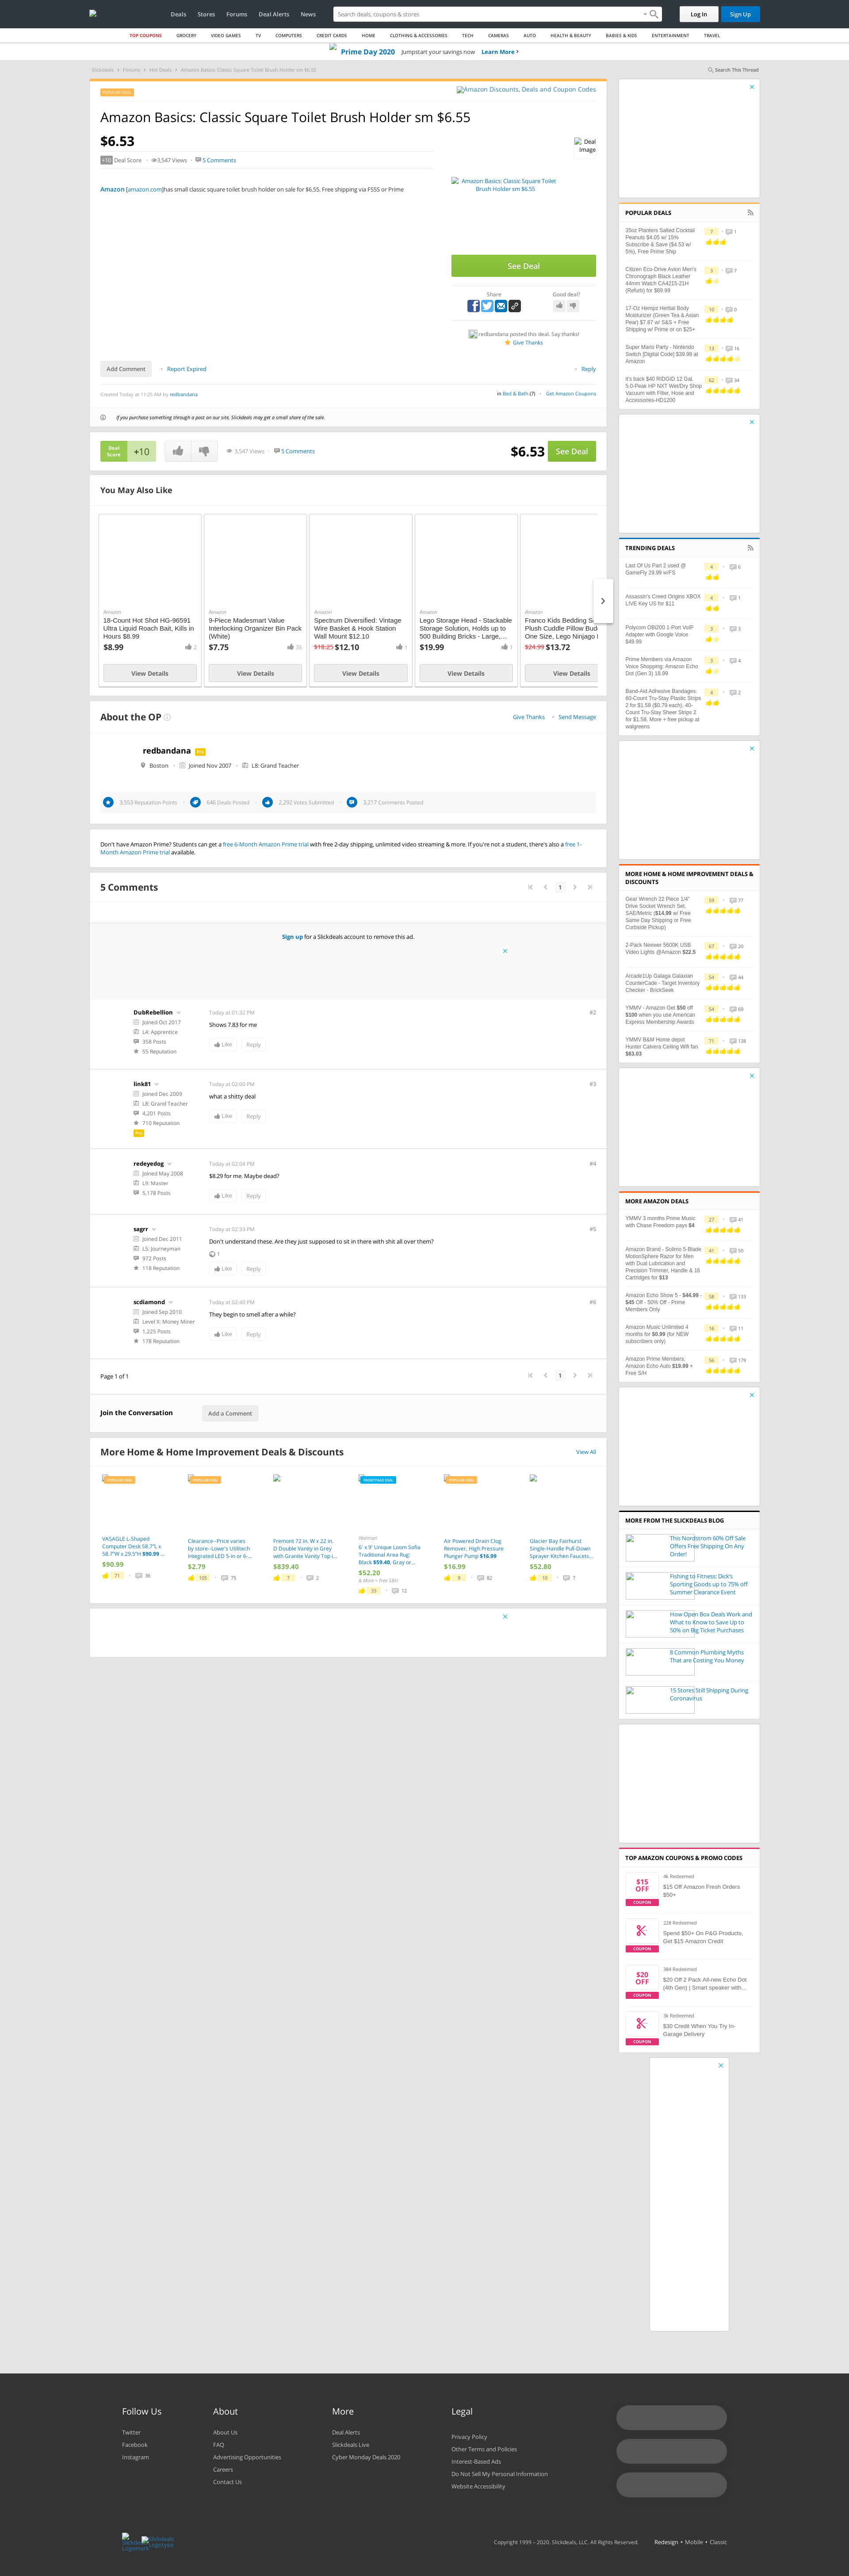 Deals Stores Forums Deal Alerts News
Search deals, coupons & stores
Log In
Sign Up
TOP COUPONS GROCERY VIDEO GAMES TV COMPUTERS CREDIT CARDS HOME CLOTHING & ACCESSORIES TECH CAMERAS AUTO HEALTH & BEAUTY BABIES & KIDS ENTERTAINMENT TRAVEL
Prime Day 2020 Jumpstart your savings now Learn More
Slickdeals Forums Hot Deals Amazon Basics: Classic Square Toilet Brush Holder sm $6.55
Search This Thread
POPULAR DEAL
Amazon Discounts, Deals and Coupon Codes
Amazon Basics: Classic Square Toilet Brush Holder sm $6.55
$6.53
Deal Image
+10 Deal Score 3,547 Views 5 Comments
Amazon [amazon.com]has small classic square toilet brush holder on sale for $6.55. Free shipping via FSSS or Prime
Amazon Basics: Classic Square Toilet
Brush Holder sm $6.55
See Deal
Share
Good deal?
redbandana posted this deal. Say thanks!
Give Thanks
Add Comment
Report Expired
Reply
Created Today at 11:25 AM by redbandana
in Bed & Bath (7) Get Amazon Coupons
If you purchase something through a post on our site, Slickdeals may get a small share of the sale.
Deal Score
+10
3,547 Views 5 Comments
$6.53
See Deal
You May Also Like
Amazon
18-Count Hot Shot HG-96591
Ultra Liquid Roach Bait, Kills in
Hours $8.99
$8.99 2
View Details
Amazon
9-Piece Madesmart Value
Interlocking Organizer Bin Pack
(White)
$7.75 35
View Details
Amazon
Spectrum Diversified: Vintage
Wire Basket & Hook Station
Wall Mount $12.10
$18.25 $12.10 1
View Details
Amazon
Lego Storage Head - Stackable
Storage Solution, Holds up to
500 Building Bricks - Large,...
$19.99 1
View Details
Amazon
Franco Kids Bedding S
Plush Cuddle Pillow Bud
One Size, Lego Ninjago
$24.99 $13.72
View Details
About the OP
Give Thanks Send Message
redbandana Pro
Boston Joined Nov 2007 L8: Grand Teacher
3,553 Reputation Points 646 Deals Posted 2,292 Votes Submitted 3,217 Comments Posted
Don't have Amazon Prime? Students can get a free 6-Month Amazon Prime trial with free 2-day shipping, unlimited video streaming & more. If you're not a student, there's also a free 1-
Month Amazon Prime trial available.
5 Comments
1
Sign up for a Slickdeals account to remove this ad.
DubRebellion
Joined Oct 2017
L4: Apprentice
358 Posts
55 Reputation
Today at 01:32 PM
#2
Shows 7.83 for me
Like Reply
link81
Joined Dec 2009
L8: Grand Teacher
4,201 Posts
710 Reputation
Pro
Today at 02:00 PM
#3
what a shitty deal
Like Reply
redeyedog
Joined May 2008
L9: Master
5,178 Posts
Today at 02:04 PM
#4
$8.29 for me. Maybe dead?
Like Reply
sagrr
Joined Dec 2011
L5: Journeyman
972 Posts
118 Reputation
Today at 02:33 PM
#5
Don't understand these. Are they just supposed to sit in there with shit all over them?
1
Like Reply
scdiamond
Joined Sep 2010
Level X: Money Miner
1,225 Posts
178 Reputation
Today at 02:40 PM
#6
They begin to smell after a while?
Like Reply
Page 1 of 1
1
Join the Conversation
Add a Comment
More Home & Home Improvement Deals & Discounts
View All
POPULAR DEAL
VASAGLE L-Shaped
Computer Desk 58.7"L x
58.7"W x 29.5"H $90.99 ...
$90.99
71 36
POPULAR DEAL
Clearance--Price varies
by store--Lowe's Utilitech
Integrated LED 5-in or 6-...
$2.79
105 75
Fremont 72 in. W x 22 in.
D Double Vanity in Grey
with Granite Vanity Top i...
$839.40
7 2
FRONTPAGE DEAL
Walmart
6' x 9' Unique Loom Sofia
Traditional Area Rug:
Black $59.40, Gray or...
$52.20
& More + Free S&H
33 12
POPULAR DEAL
Air Powered Drain Clog
Remover, High Pressure
Plunger Pump $16.99
$16.99
9 82
Glacier Bay Fairhurst
Single-Handle Pull-Down
Sprayer Kitchen Faucets...
$52.80
10 7
POPULAR DEALS
35oz Planters Salted Cocktail
Peanuts $4.05 w/ 15%
Subscribe & Save ($4.53 w/
5%), Free Prime Ship
7 1
Citizen Eco-Drive Avion Men's
Chronograph Black Leather
44mm Watch CA4215-21H
(Refurb) for $99.99
3 7
17-Oz Hempz Herbal Body
Moisturizer (Green Tea & Asian
Pear) $7.87 w/ S&S + Free
Shipping w/ Prime or on $25+
10 0
Super Mario Party - Nintendo
Switch [Digital Code] $39.99 at
Amazon
13 16
It's back $40 RIDGID 12 Gal.
5.0-Peak HP NXT Wet/Dry Shop
Vacuum with Filter, Hose and
Accessories-HD1200
62 34
TRENDING DEALS
Last Of Us Part 2 used @
GameFly 29.99 w/FS
4 6
Assassin's Creed Origins XBOX
LIVE Key US for $11
4 1
Polycom OBi200 1-Port VoIP
Adapter with Google Voice
$49.99
3 3
Prime Members via Amazon
Voice Shopping: Amazon Echo
Dot (Gen 3) 18.99
3 4
Band-Aid Adhesive Bandages:
60-Count Tru-Stay Plastic Strips
2 for $1.58 ($0.79 each), 40-
Count Tru-Stay Sheer Strips 2
for $1.58, More + free pickup at
walgreens
4 2
MORE HOME & HOME IMPROVEMENT DEALS &
DISCOUNTS
Gear Wrench 22 Piece 1/4"
Drive Socket Wrench Set,
SAE/Metric ($14.99 w/ Free
Same Day Shipping or Free
Curbside Pickup)
59 77
2-Pack Neewer 5600K USB
Video Lights @Amazon $22.5
67 20
Arcade1Up Galaga Galaxian
CounterCade - Target Inventory
Checker - BrickSeek
54 44
YMMV - Amazon Get $50 off
$100 when you use American
Express Membership Awards
54 69
YMMV B&M Home depot
Hunter Calvera Ceiling Wifi fan
$63.03
71 138
MORE AMAZON DEALS
YMMV 3 months Prime Music
with Chase Freedom pays $4
27 41
Amazon Brand - Solimo 5-Blade
MotionSphere Razor for Men
with Dual Lubrication and
Precision Trimmer, Handle & 16
Cartridges for $13
41 50
Amazon Echo Show 5 - $44.99 -
$45 Off - 50% Off - Prime
Members Only
58 133
Amazon Music Unlimited 4
months for $0.99 (for NEW
subscribers only)
16 11
Amazon Prime Members:
Amazon Echo Auto $19.99 +
Free S/H
56 179
MORE FROM THE SLICKDEALS BLOG
This Nordstrom 60% Off Sale
Offers Free Shipping On Any
Order!
Fishing to Fitness: Dick's
Sporting Goods up to 75% off
Summer Clearance Event
How Open Box Deals Work and
What to Know to Save Up to
50% on Big Ticket Purchases
8 Common Plumbing Myths
That are Costing You Money
15 Stores Still Shipping During
Coronavirus
TOP AMAZON COUPONS & PROMO CODES
$15 OFF
COUPON
4k Redeemed
$15 Off Amazon Fresh Orders
$50+
COUPON
228 Redeemed
Spend $50+ On P&G Products,
Get $15 Amazon Credit
$20 OFF
COUPON
384 Redeemed
$20 Off 2 Pack All-new Echo Dot
(4th Gen) | Smart speaker with...
COUPON
3k Redeemed
$30 Credit When You Try In-
Garage Delivery
Follow Us
Twitter
Facebook
Instagram
About
About Us
FAQ
Advertising Opportunities
Careers
Contact Us
More
Deal Alerts
Slickdeals Live
Cyber Monday Deals 2020
Legal
Privacy Policy
Other Terms and Policies
Interest-Based Ads
Do Not Sell My Personal Information
Website Accessibility
Copyright 1999 – 2020. Slickdeals, LLC. All Rights Reserved.
Redesign • Mobile • Classic